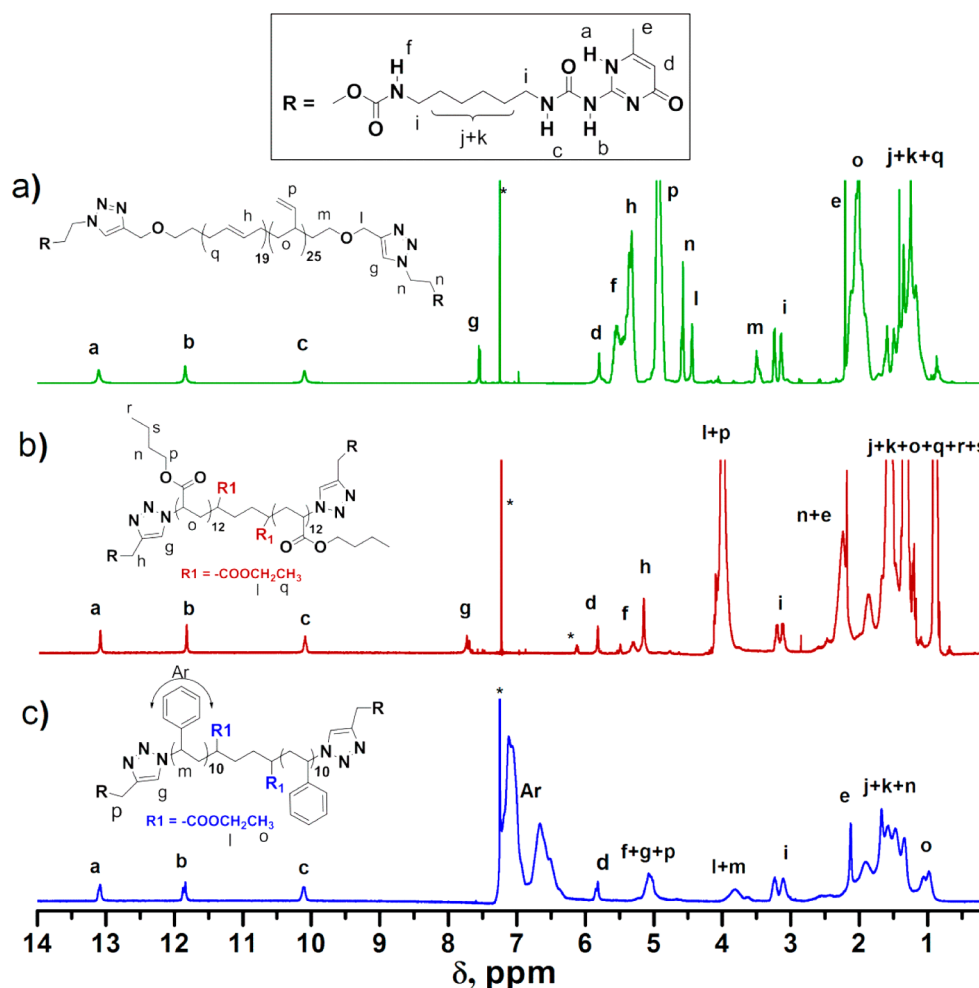 a
e
f
H
H
d
H
O
N
N
i
R =
O
N
N
N
N
O
O
i
H
H
j+k
c
b
a)
p
o
j+k+q
N=N
N
R
O
h
m
l
O
N
N
N
q
19
o
25
g
n
n
R
h
p
e
f
n
l
g
d
m
i
a
b
c
*
b)
r
s
n
p
O
O
R
R1
l+p
j+k+o+q+r+s
N
N
N
o
12
R1
12
N
N
N
g
O
O
R
h
R1 = -COOCH2CH3
l q
*
n+e
h
a
b
c
g
*
d
f
i
c)
Ar
R
R1
*
N
N
N
m
10
R1
10
N
N
N
g
R
p
R1 = -COOCH2CH3
l o
Ar
e
j+k+n
a
b
c
d
f+g+p
l+m
i
o
14 13 12 11 10 9 8 7 6 5 4 3 2 1
δ, ppm